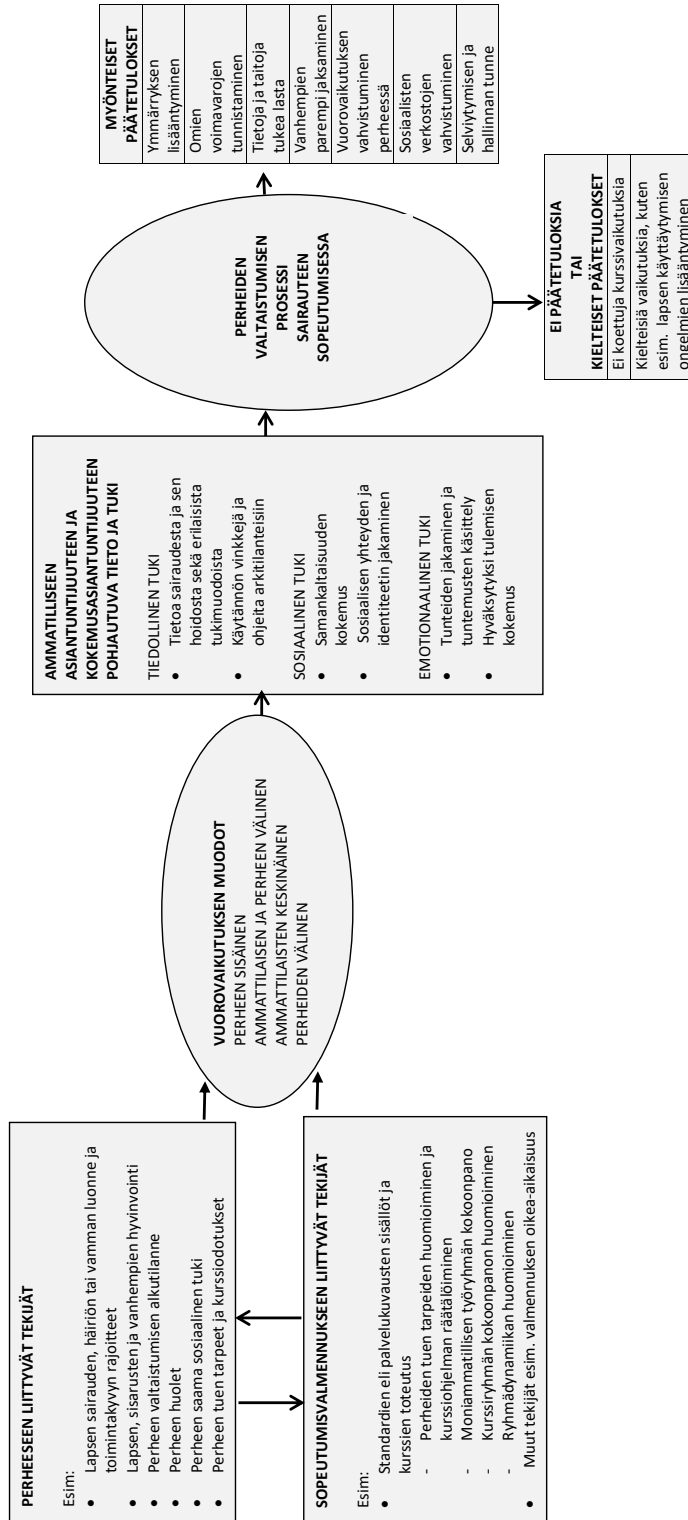 PERHEESEEN LIITTYVÄT TEKIJÄT
Esim:
• Lapsen sairauden, häiriön tai vamman luonne ja
toimintakyvyn rajoitteet
• Lapsen, sisarusten ja vanhempien hyvinvointi
• Perheen valtaistumisen alkutilanne
• Perheen huolet
• Perheen saama sosiaalinen tuki
• Perheen tuen tarpeet ja kurssiodotukset
SOPEUTUMISVALMENNUKSEEN LIITTYVÄT TEKIJÄT
Esim:
• Standardien eli palvelukuvausten sisällöt ja
kurssien toteutus
- Perheiden tuen tarpeiden huomioiminen ja
kurssiohjelman räätälöiminen
- Moniammatillisen työryhmän kokoonpano
- Kurssiryhmän kokoonpanon huomioiminen
- Ryhmädynamiikan huomioiminen
• Muut tekijät esim. valmennuksen oikea-aikaisuus
VUOROVAIKUTUKSEN MUODOT
PERHEEN SISÄINEN
AMMATTILAISEN JA PERHEEN VÄLINEN
AMMATTILAISTEN KESKINÄINEN
PERHEIDEN VÄLINEN
AMMATILLISEEN
ASIANTUNTIJUUTEEN JA
KOKEMUSASIANTUNTIJUUTEEN
POHJAUTUVA TIETO JA TUKI
TIEDOLLINEN TUKI
• Tietoa sairaudesta ja sen
hoidosta sekä erilaisista
tukimuodoista
• Käytännön vinkkejä ja
ohjeita arkitilanteisiin
SOSIAALINEN TUKI
• Samankaltaisuuden
kokemus
• Sosiaalisen yhteyden ja
identiteetin jakaminen
EMOTIONAALINEN TUKI
• Tunteiden jakaminen ja
tuntemusten käsittely
• Hyväksytyksi tulemisen
kokemus
PERHEIDEN
VALTAISTUMISEN
PROSESSI
SAIRAUTEEN
SOPEUTUMISESSA
MYÖNTEISET
PÄÄTETULOKSET
Ymmärryksen
lisääntyminen
Omien
voimavarojen
tunnistaminen
Tietoja ja taitoja
tukea lasta
Vanhempien
parempi jaksaminen
Vuorovaikutuksen
vahvistuminen
perheessä
Sosiaalisten
verkostojen
vahvistuminen
Selviytymisen ja
hallinnan tunne
EI PÄÄTETULOKSIA
TAI
KIELTEISET PÄÄTETULOKSET
Ei koettuja kurssivaikutuksia
Kielteisiä vaikutuksia, kuten
esim. lapsen käyttäytymisen
ongelmien lisääntyminen